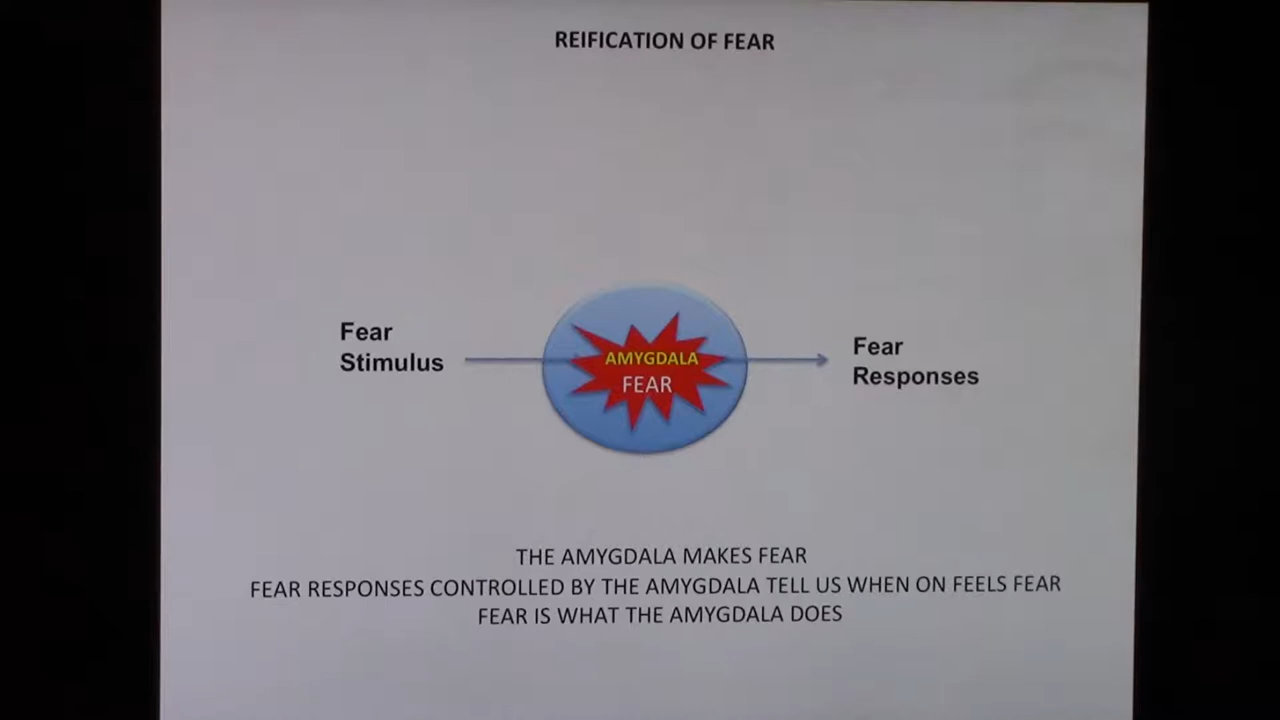 REIFICATION OF FEAR
Fear
Stimulus
AMYGDALA
FEAR
Fear
Responses
THE AMYGDALA MAKES FEAR
FEAR RESPONSES CONTROLLED BY THE AMYGDALA TELL US WHEN ON FEELS FEAR
FEAR IS WHAT THE AMYGDALA DOES